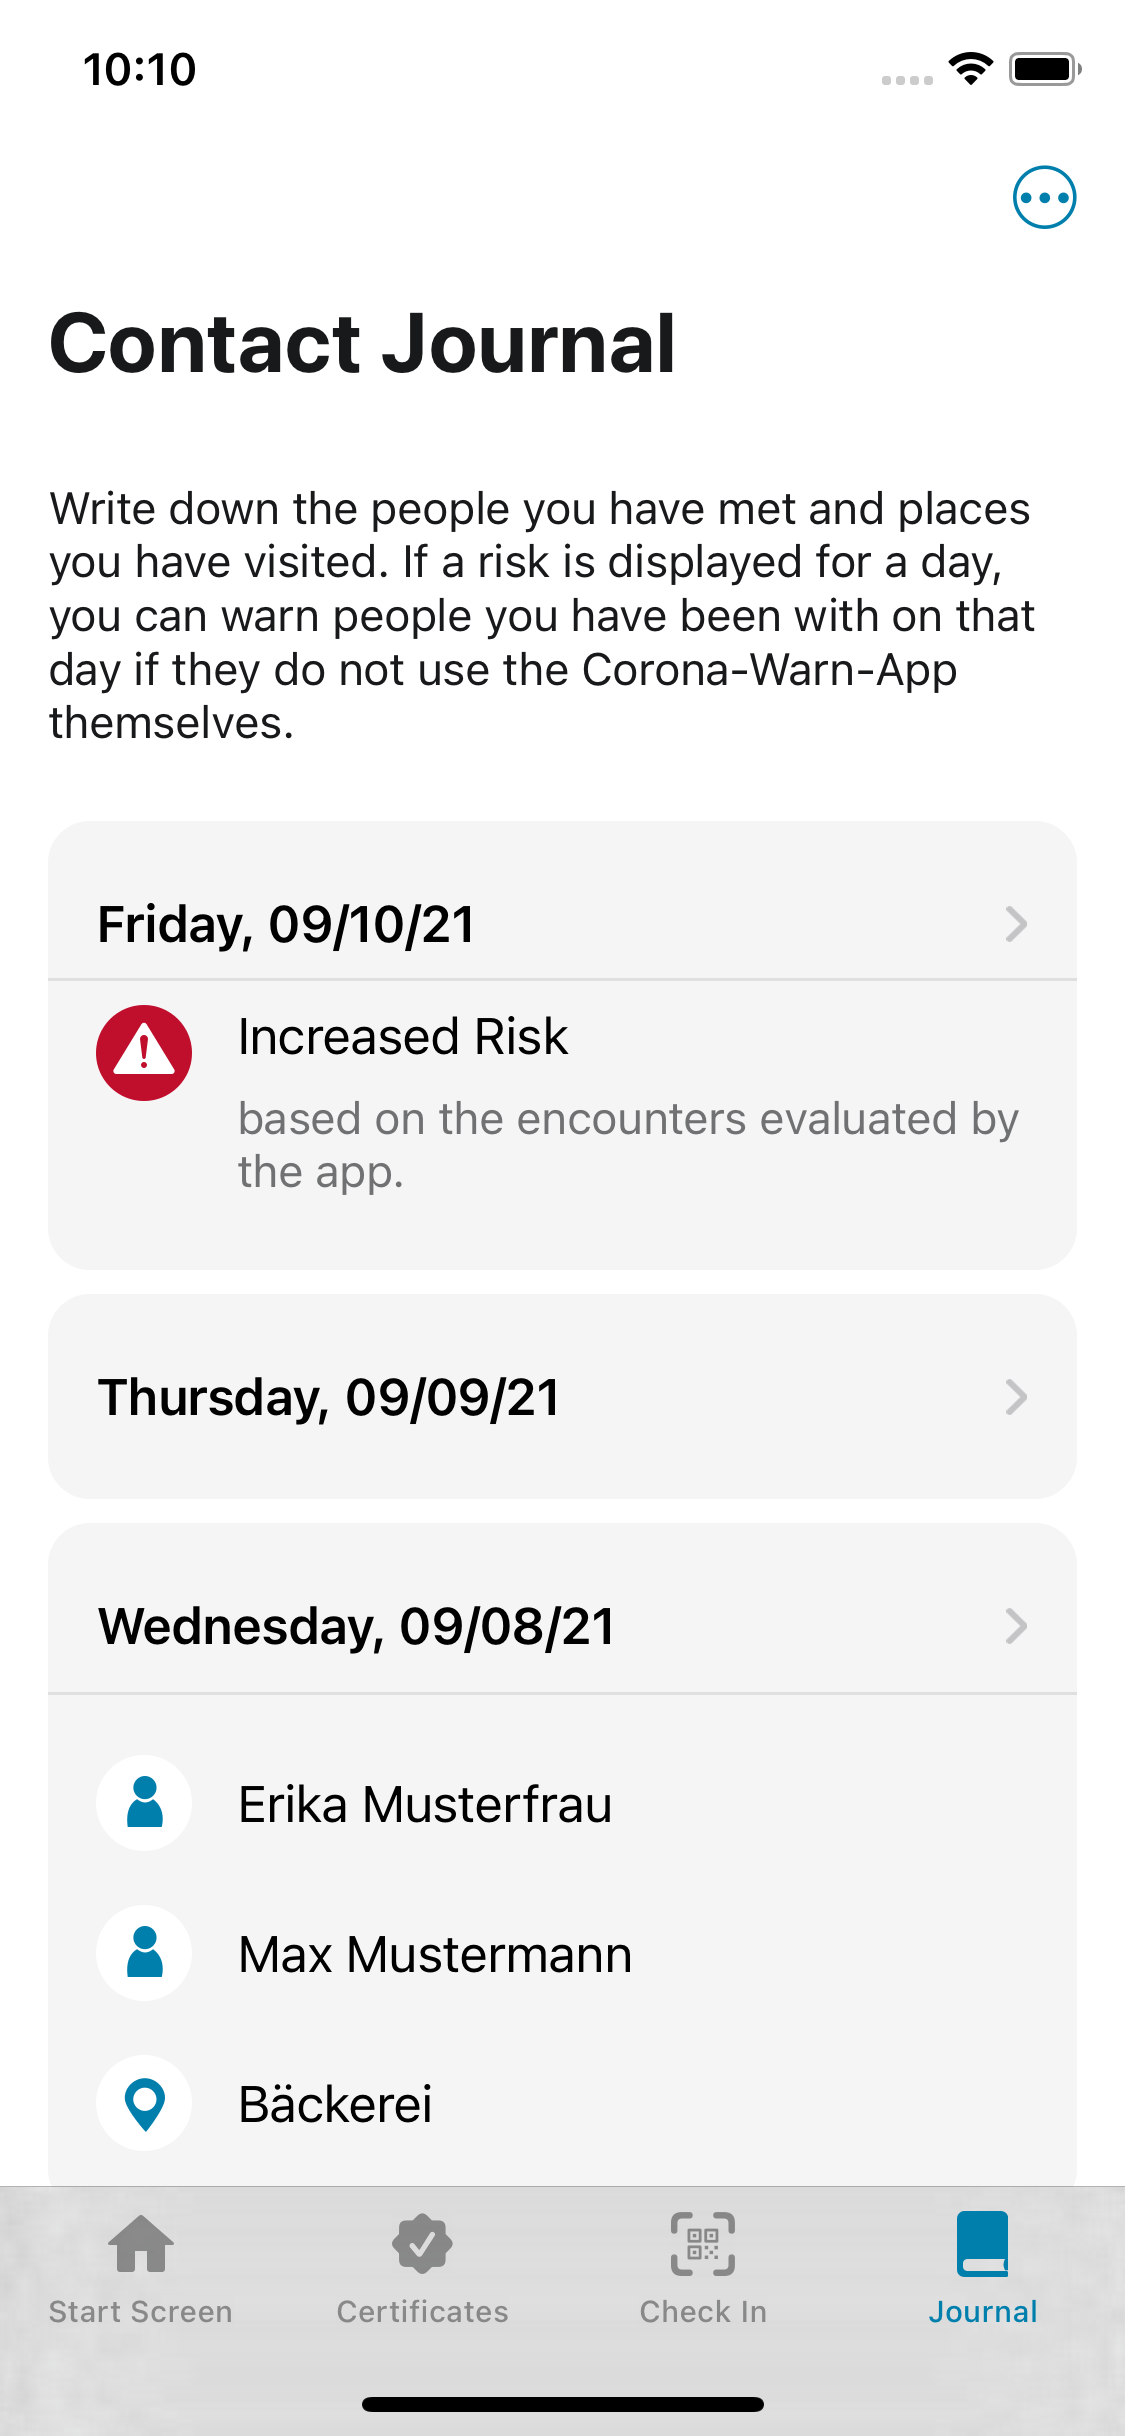 10:10
Contact Journal
Write down the people you have met and places
you have visited. If a risk is displayed for a day,
you can warn people you have been with on that
day if they do not use the Corona-Warn-App
themselves.
Friday, 09/10/21
Increased Risk
based on the encounters evaluated by
the app.
Thursday, 09/09/21
Wednesday, 09/08/21
Erika Musterfrau
Max Mustermann
Bäckerei
Start Screen
Certificates
Check In
Journal